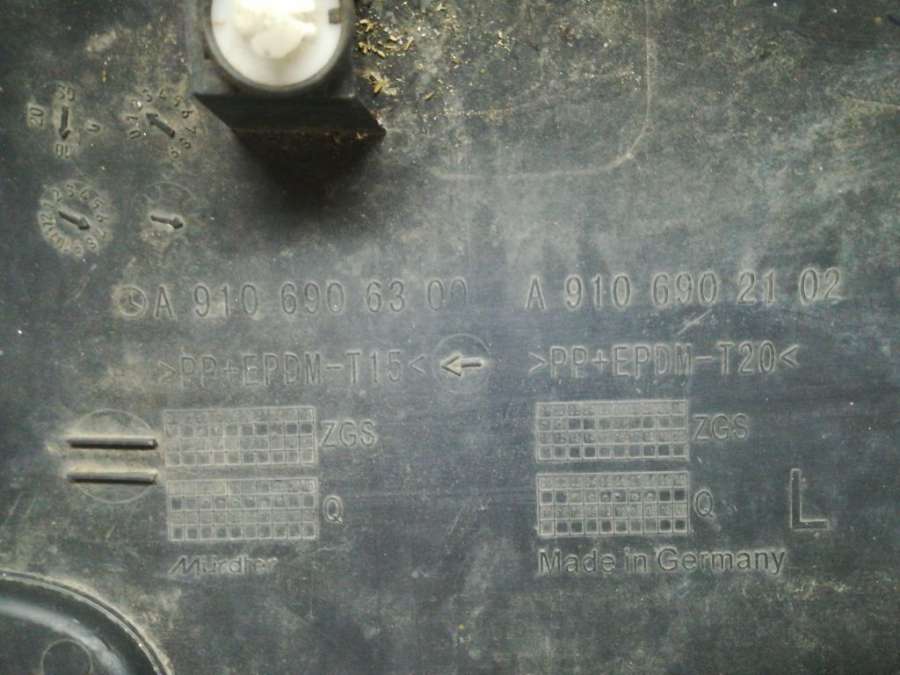 A 910 690 63 00
A 910 690 21 02
>PP+EPDM-T15<
>PP+EPDM-T20<
ZGS
ZGS
Q
Q
L
Mürdter
Made in Germany